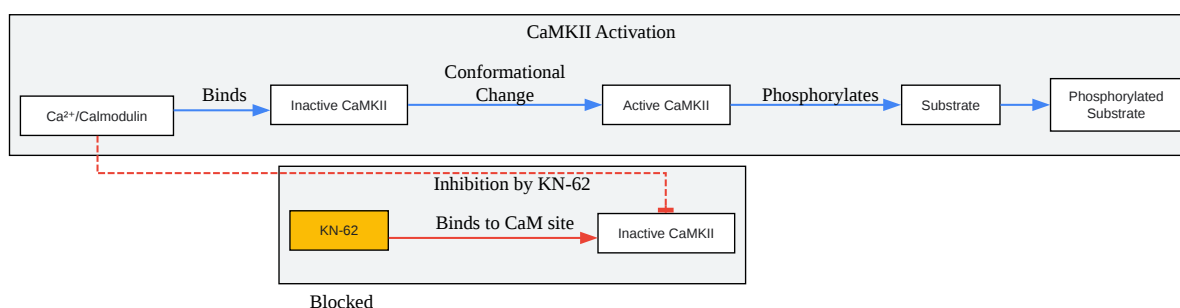 CaMKII Activation
Ca²⁺/Calmodulin
Binds
Inactive CaMKII
Conformational
Change
Active CaMKII
Phosphorylates
Substrate
Phosphorylated
Substrate
Inhibition by KN-62
KN-62
Binds to CaM site
Inactive CaMKII
Blocked